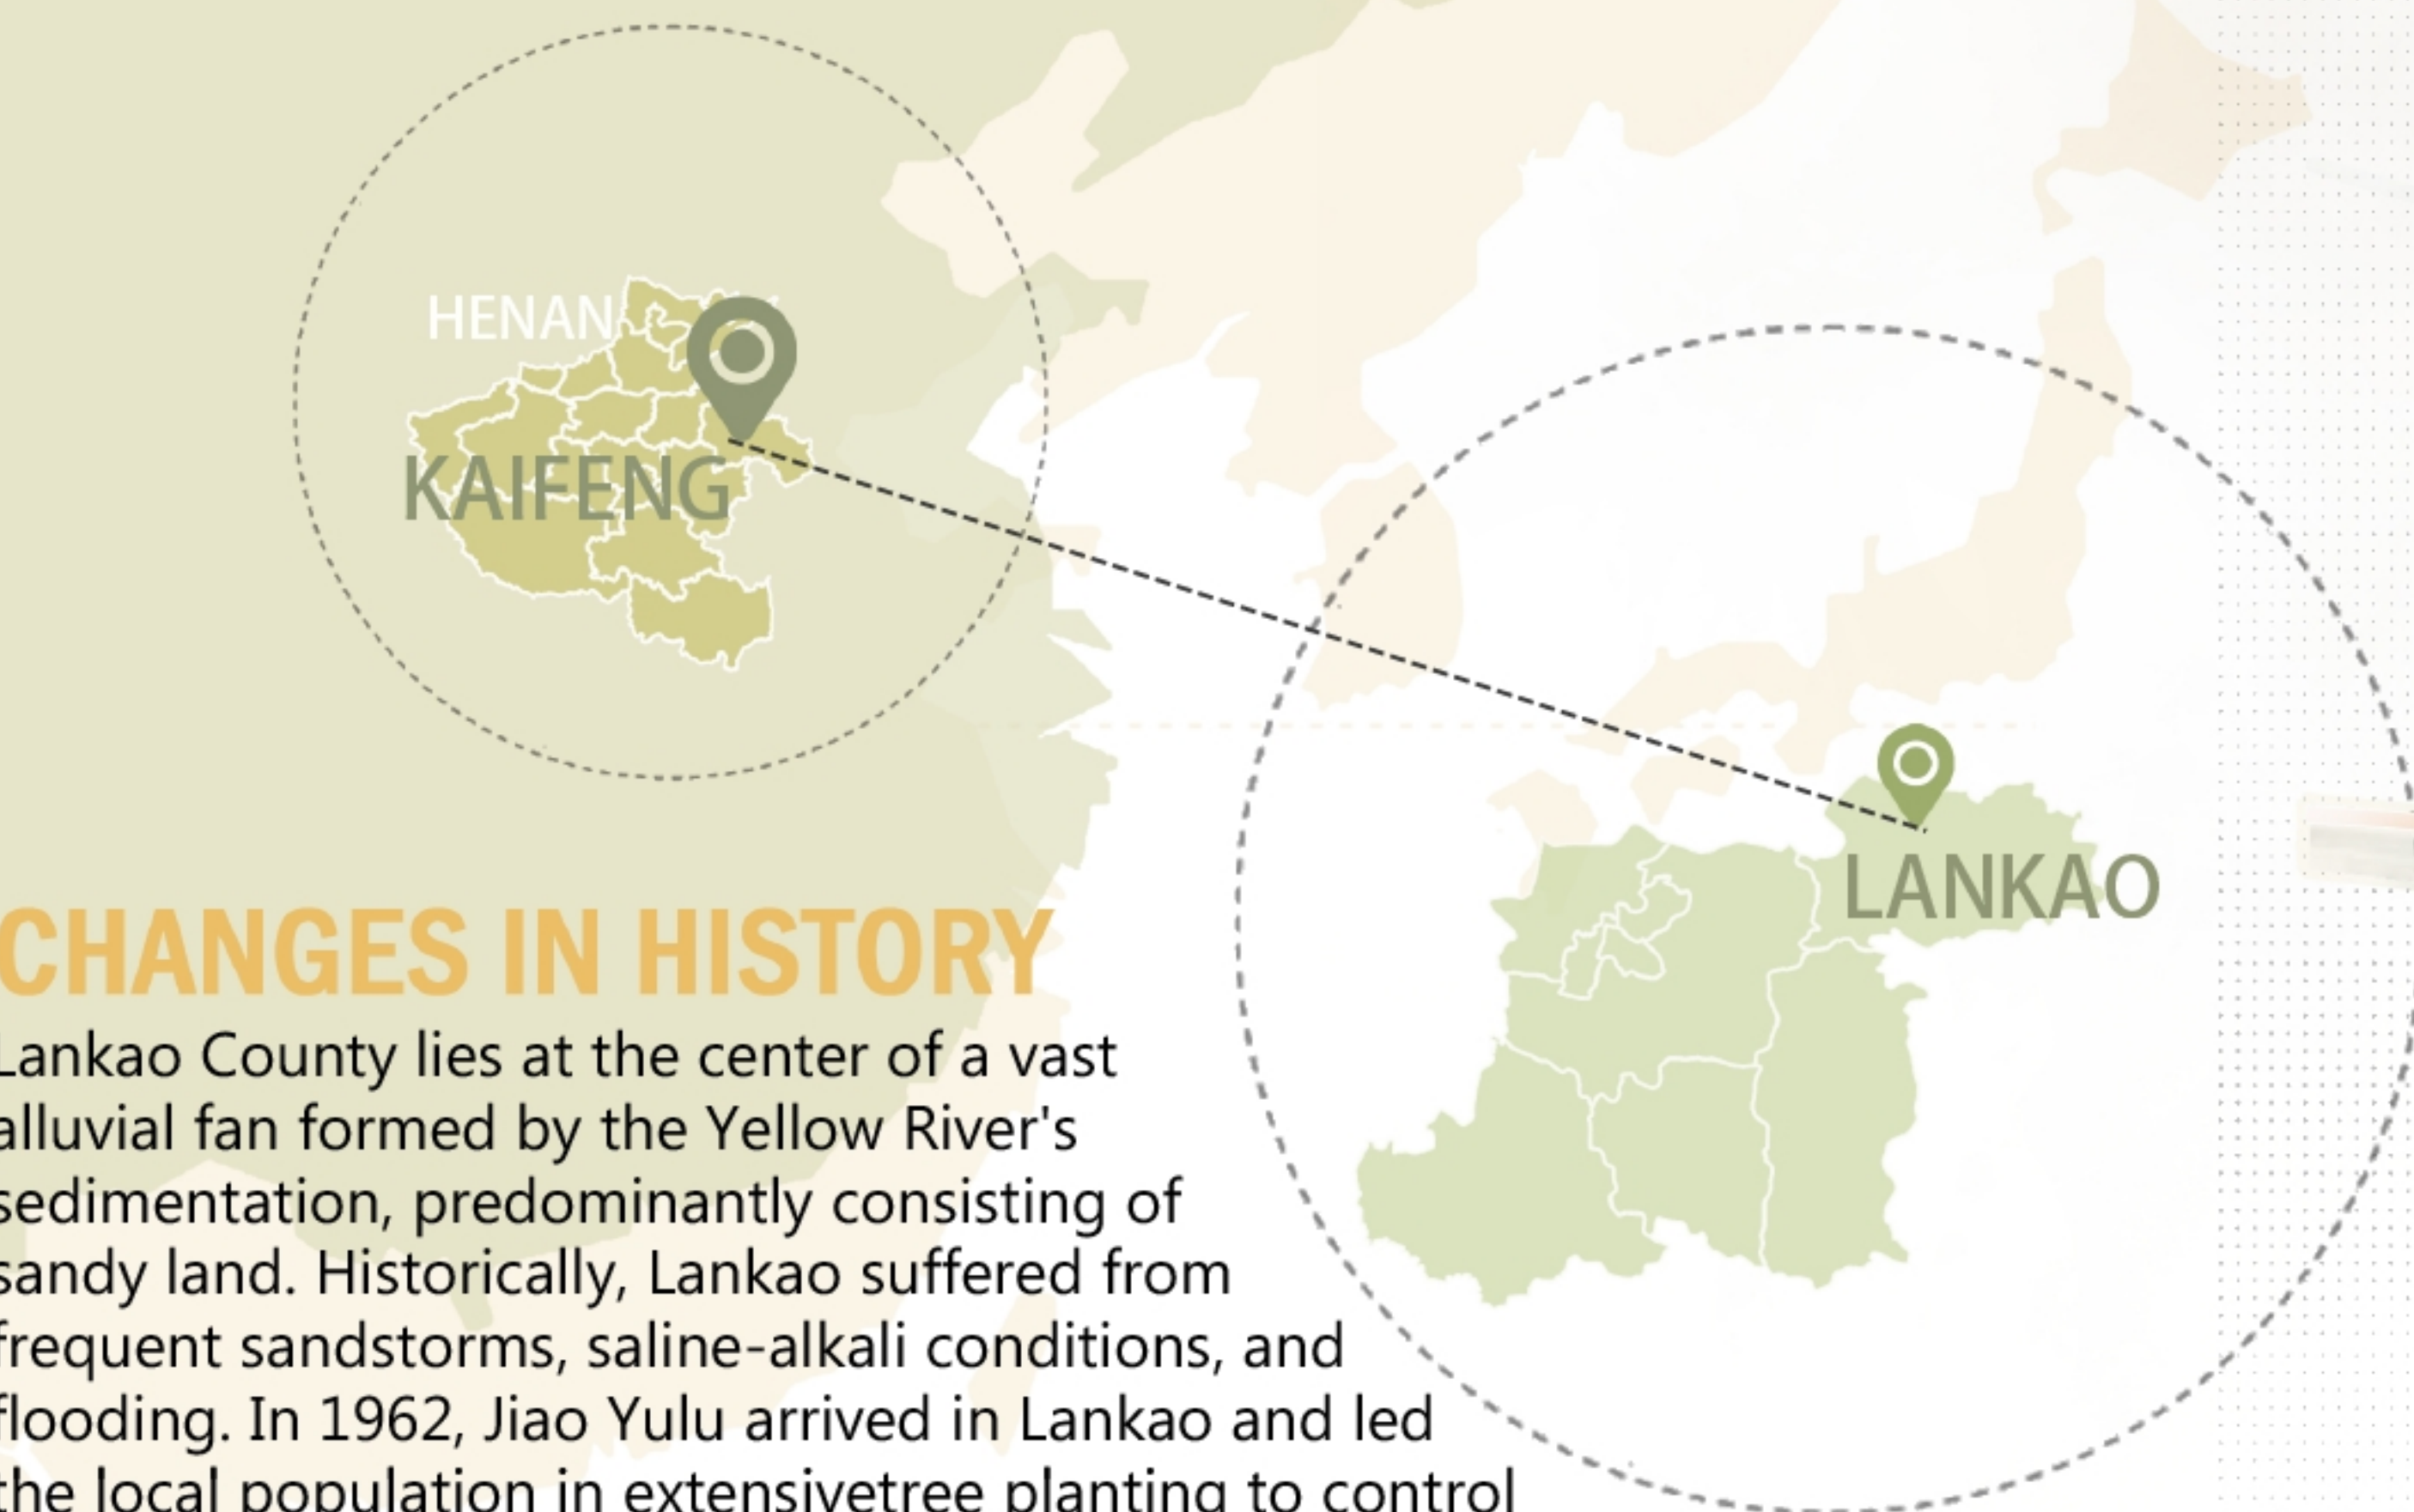 HENAN
KAIFENG
LANKAO
CHANGES IN HISTORY
Lankao County lies at the center of a vast
alluvial fan formed by the Yellow River's
sedimentation, predominantly consisting of
sandy land. Historically, Lankao suffered from
frequent sandstorms, saline-alkali conditions, and
flooding. In 1962, Jiao Yulu arrived in Lankao and led
the local population in extensivetree planting to control